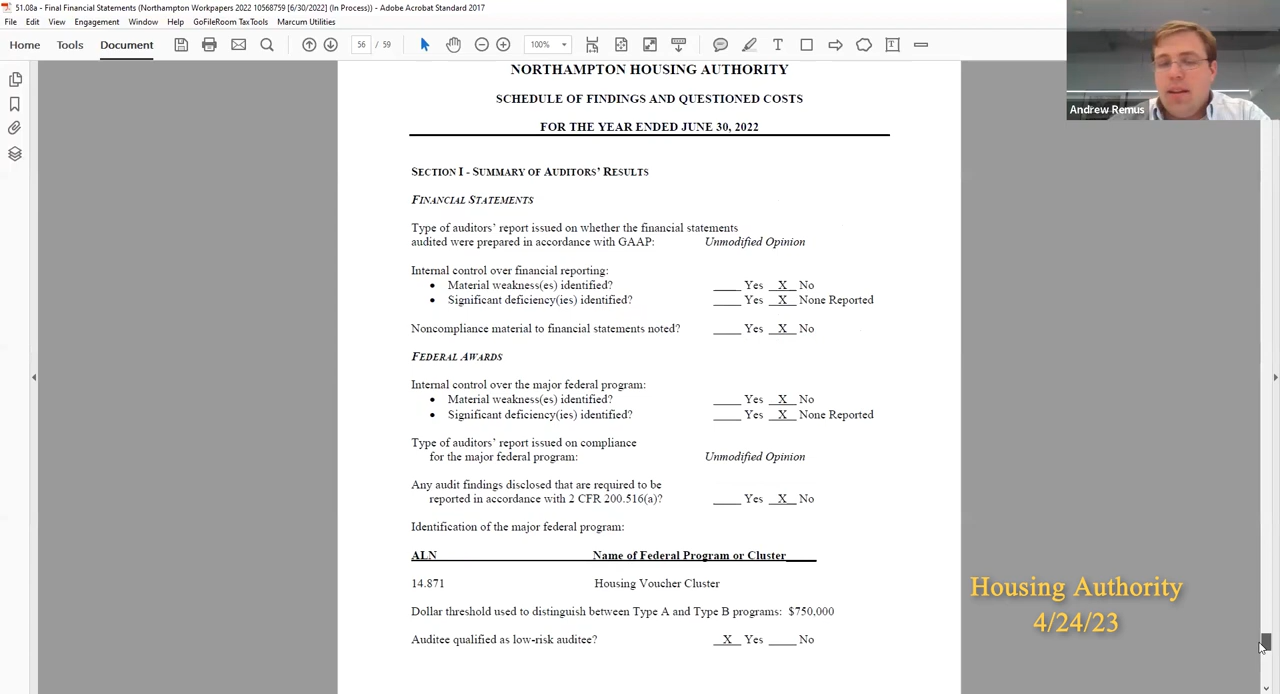 51.08a - Final Financial Statements (Northampton Workpapers 2022 10568759 [6/30/2022] (In Process)) - Adobe Acrobat Standard 2017
File Edit View Engagement Window Help GoFileRoom TaxTools Marcum Utilities
Home Tools Document 56 / 59 100%
Andrew Remus
NORTHAMPTON HOUSING AUTHORITY
SCHEDULE OF FINDINGS AND QUESTIONED COSTS
FOR THE YEAR ENDED JUNE 30, 2022
SECTION I - SUMMARY OF AUDITORS' RESULTS
FINANCIAL STATEMENTS
Type of auditors' report issued on whether the financial statements
audited were prepared in accordance with GAAP: Unmodified Opinion
Internal control over financial reporting:
• Material weakness(es) identified? ____ Yes _X_ No
• Significant deficiency(ies) identified? ____ Yes _X_ None Reported
Noncompliance material to financial statements noted? ____ Yes _X_ No
FEDERAL AWARDS
Internal control over the major federal program:
• Material weakness(es) identified? ____ Yes _X_ No
• Significant deficiency(ies) identified? ____ Yes _X_ None Reported
Type of auditors' report issued on compliance
for the major federal program: Unmodified Opinion
Any audit findings disclosed that are required to be
reported in accordance with 2 CFR 200.516(a)? ____ Yes _X_ No
Identification of the major federal program:
ALN Name of Federal Program or Cluster
14.871 Housing Voucher Cluster
Dollar threshold used to distinguish between Type A and Type B programs: $750,000
Auditee qualified as low-risk auditee? _X_ Yes ____ No
Housing Authority
4/24/23